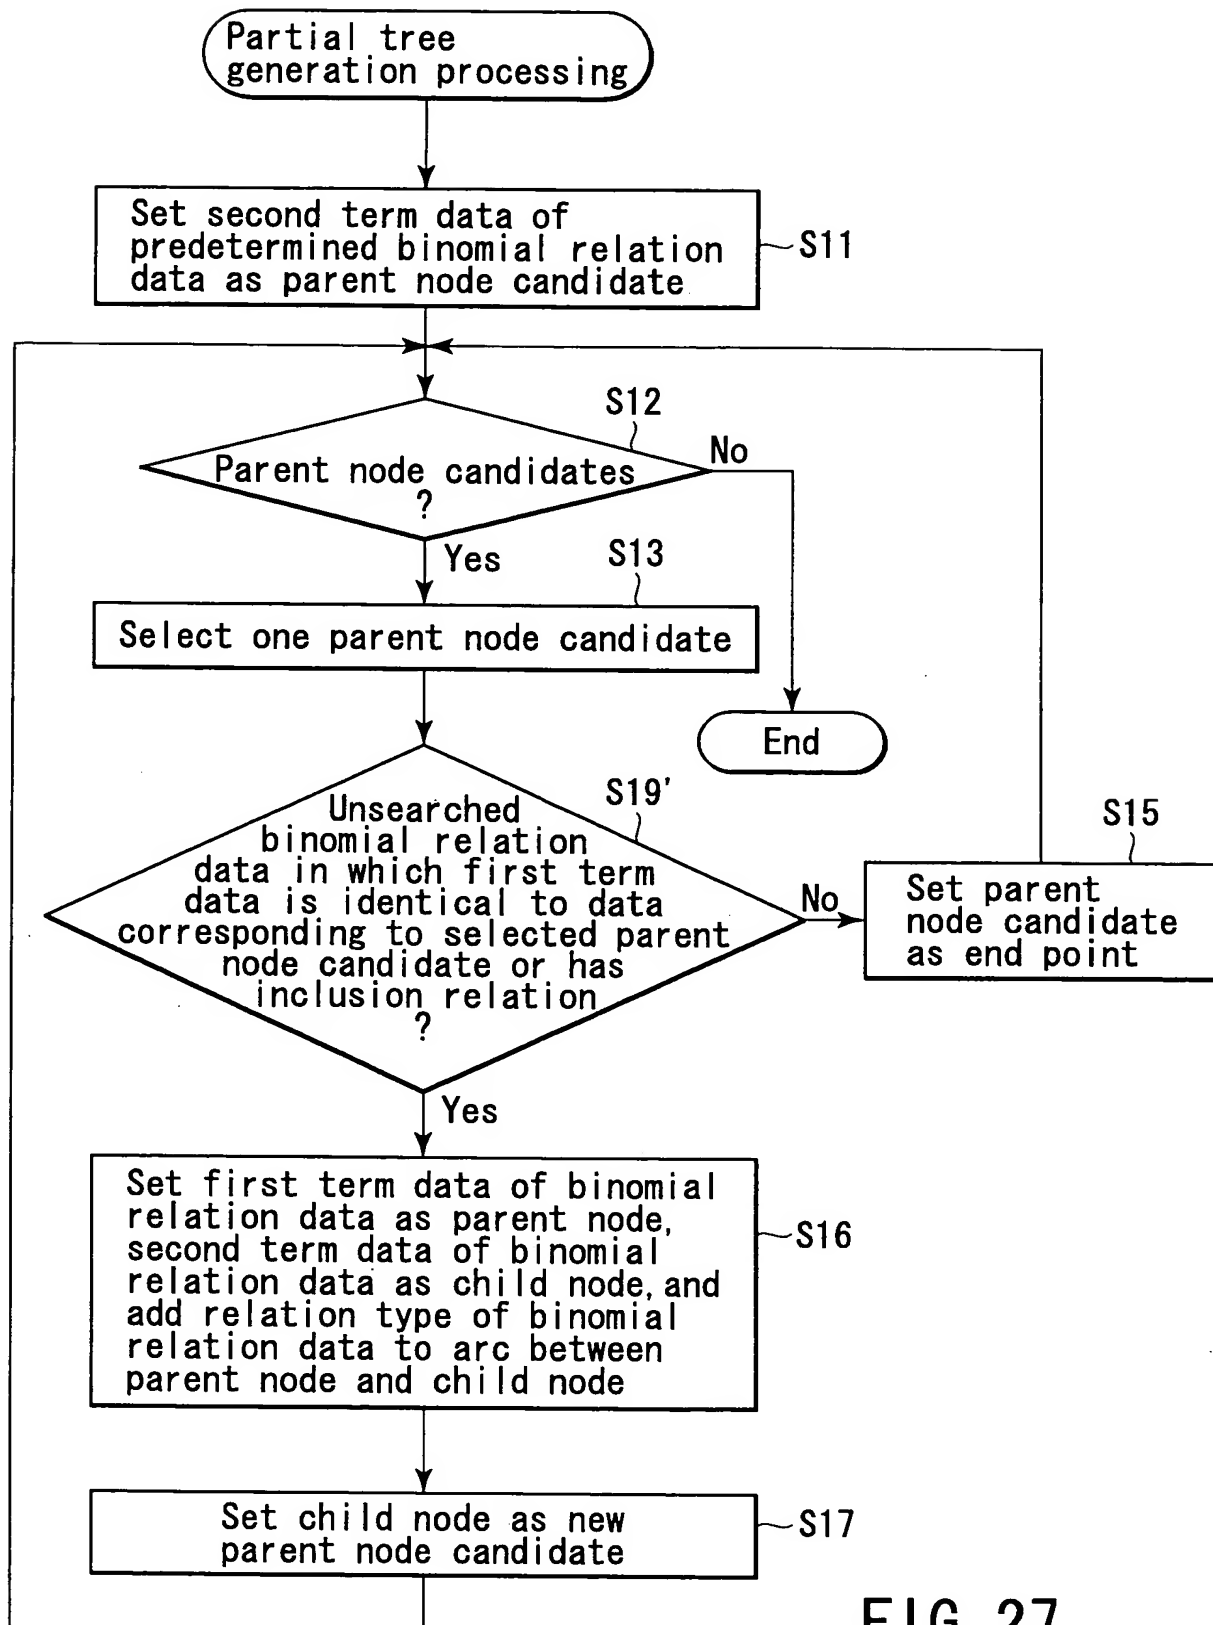 Partial tree
generation processing
Set second term data of
predetermined binomial relation
data as parent node candidate
S11
S12
Parent node candidates
?
No
Yes
S13
Select one parent node candidate
End
S19'
Unsearched
binomial relation
data in which first term
data is identical to data
corresponding to selected parent
node candidate or has
inclusion relation
?
No
S15
Set parent
node candidate
as end point
Yes
Set first term data of binomial
relation data as parent node,
second term data of binomial
relation data as child node, and
add relation type of binomial
relation data to arc between
parent node and child node
S16
Set child node as new
parent node candidate
S17
FIG. 27